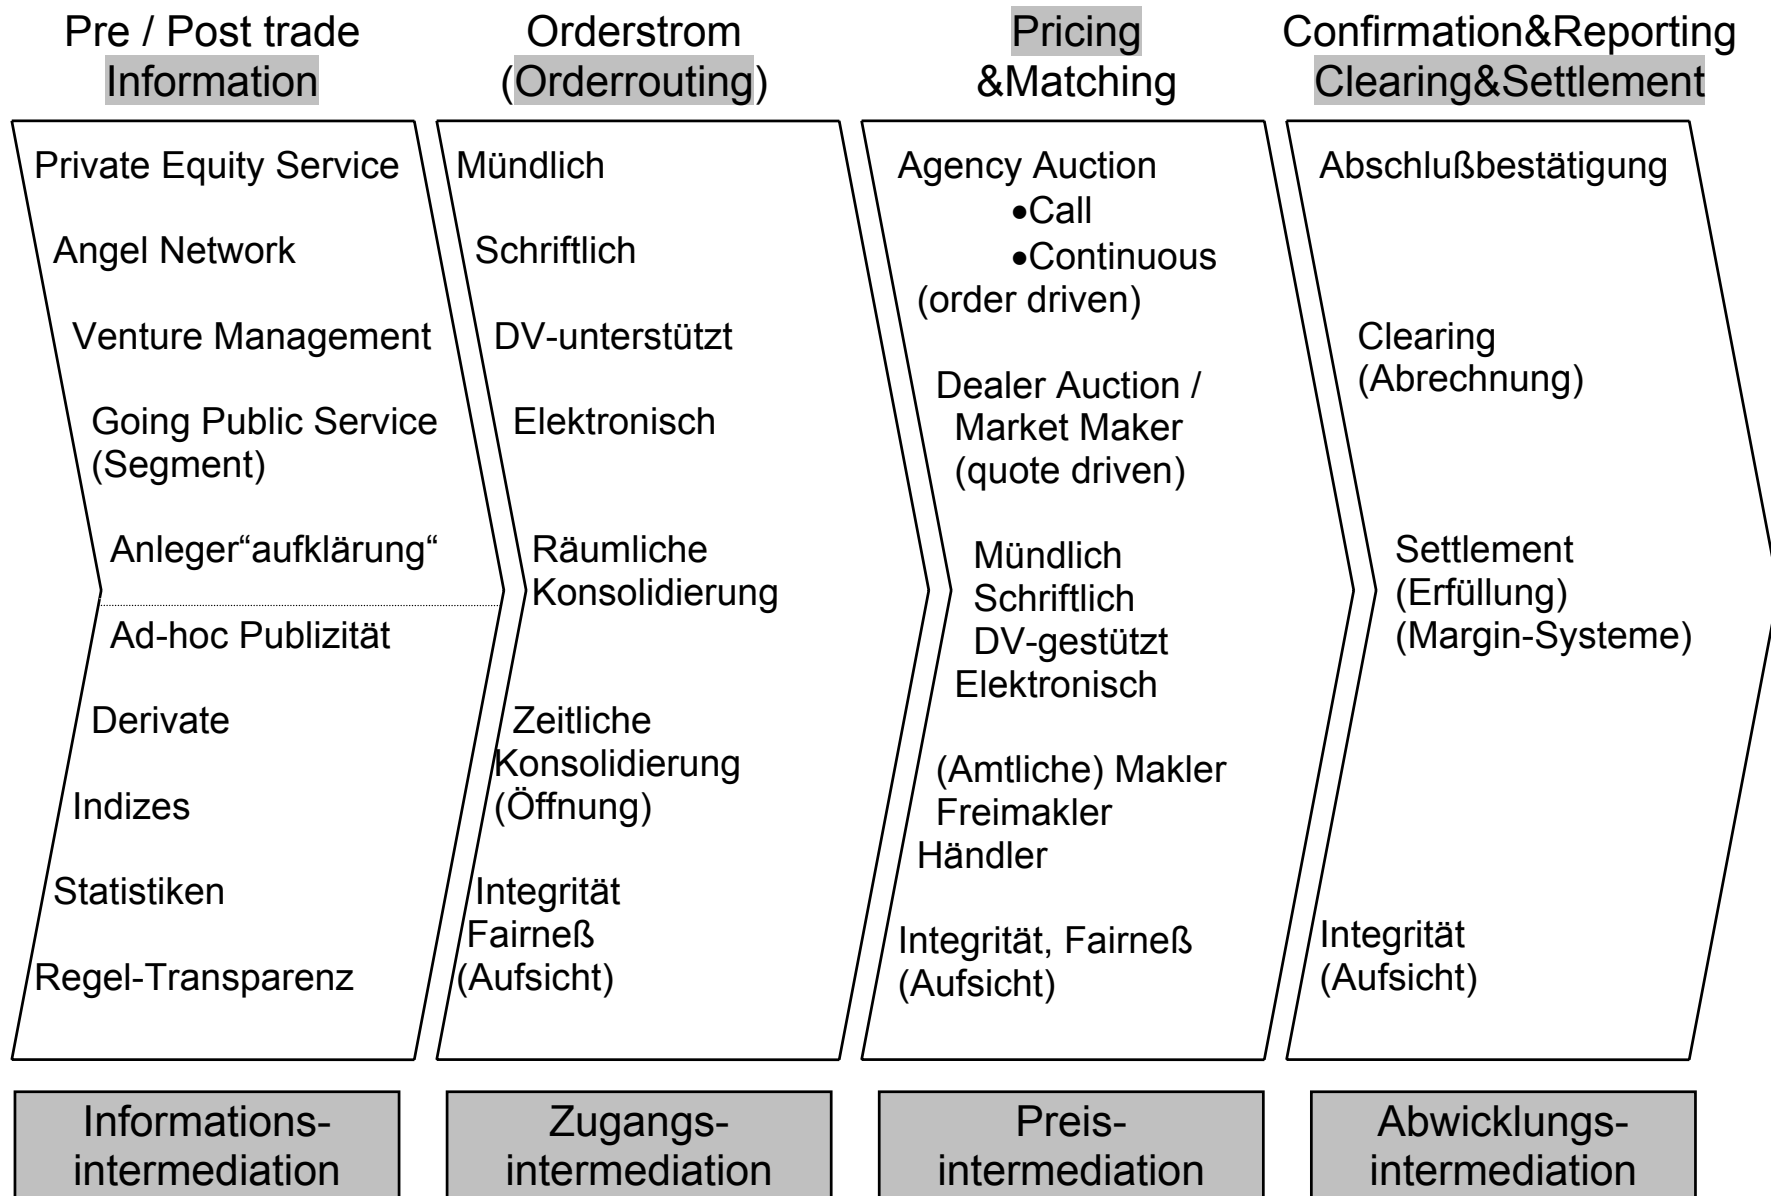 Pre / Post trade
Information
Orderstrom
(Orderrouting)
Pricing
&Matching
Confirmation&Reporting
Clearing&Settlement
Private Equity Service
Angel Network
Venture Management
Going Public Service
(Segment)
Anleger“aufklärung“
Ad-hoc Publizität
Derivate
Indizes
Statistiken
Regel-Transparenz
Mündlich
Schriftlich
DV-unterstützt
Elektronisch
Räumliche
Konsolidierung
Zeitliche
Konsolidierung
(Öffnung)
Integrität
Fairneß
(Aufsicht)
Agency Auction
•Call
•Continuous
(order driven)
Dealer Auction /
Market Maker
(quote driven)
Mündlich
Schriftlich
DV-gestützt
Elektronisch
(Amtliche) Makler
Freimakler
Händler
Integrität, Fairneß
(Aufsicht)
Abschlußbestätigung
Clearing
(Abrechnung)
Settlement
(Erfüllung)
(Margin-Systeme)
Integrität
(Aufsicht)
Informations-
intermediation
Zugangs-
intermediation
Preis-
intermediation
Abwicklungs-
intermediation